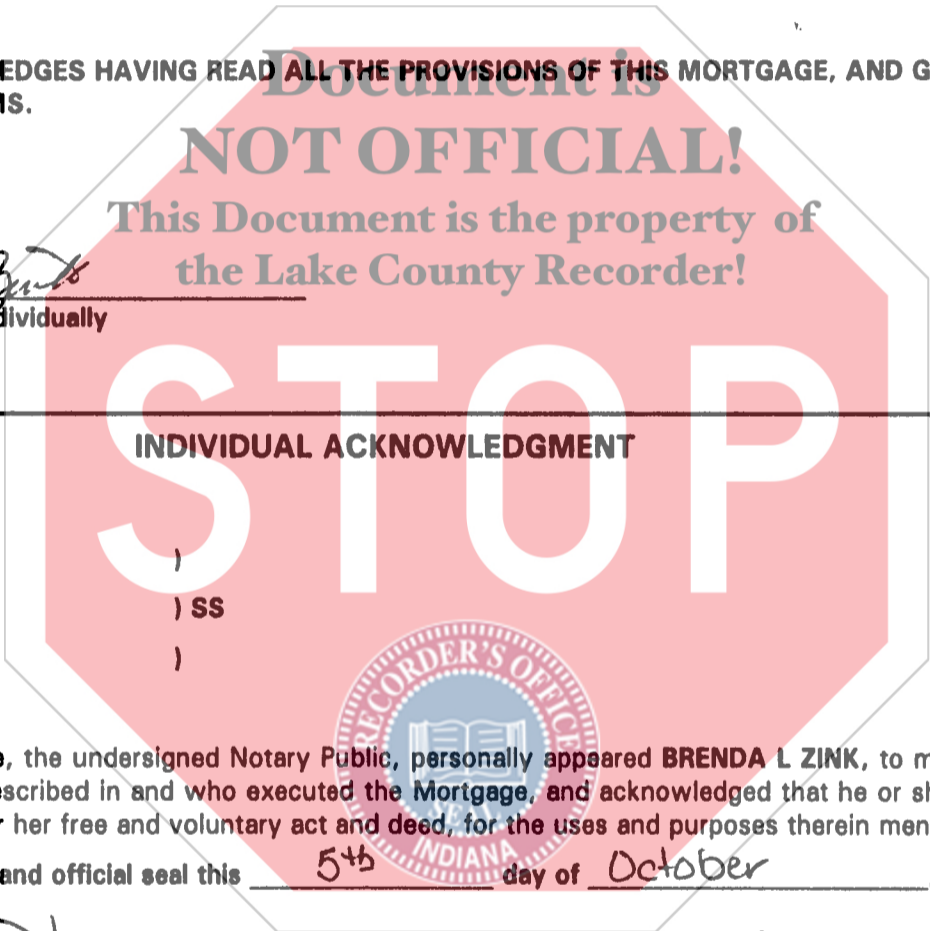 Document is
EDGES HAVING READ ALL THE PROVISIONS OF THIS MORTGAGE, AND G
IS.
NOT OFFICIAL!
This Document is the property of
the Lake County Recorder!
dividually
STOP
INDIVIDUAL ACKNOWLEDGMENT
)
) SS
)
RECORDER'S OFFICE
SEAL
INDIANA
e, the undersigned Notary Public, personally appeared BRENDA L ZINK, to m
escribed in and who executed the Mortgage, and acknowledged that he or sh
r her free and voluntary act and deed, for the uses and purposes therein men
and official seal this 5th day of October